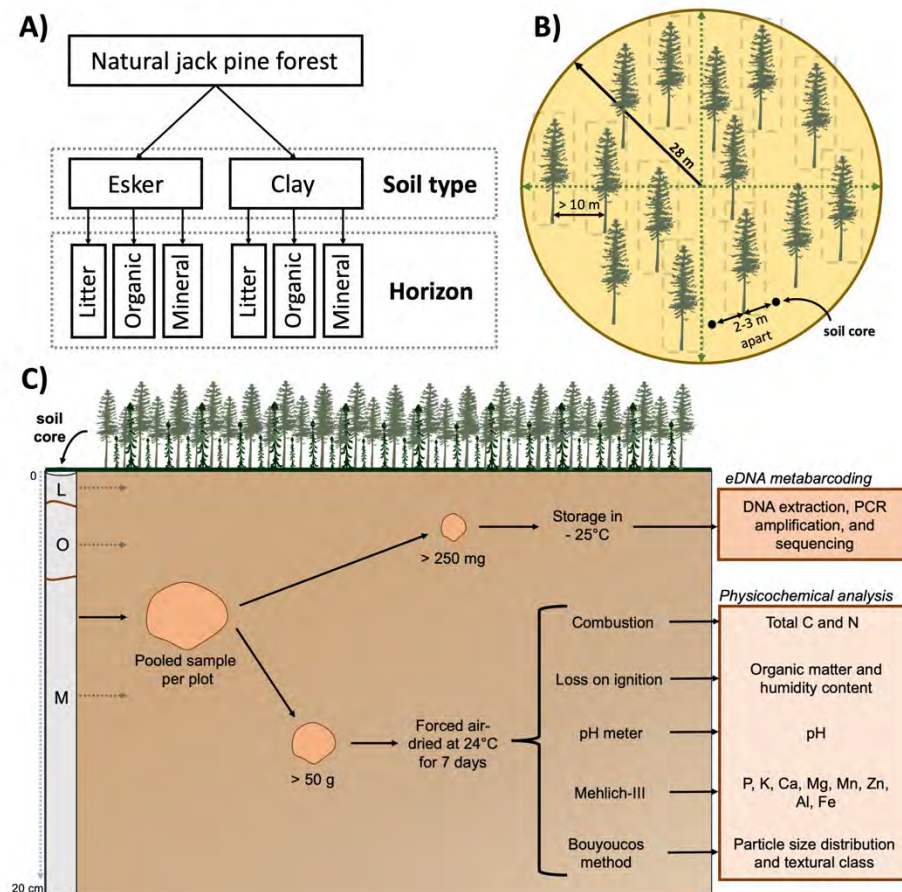 A)
Natural jack pine forest
Esker
Clay
Soil type
Litter
Organic
Mineral
Litter
Organic
Mineral
Horizon
B)
28 m
> 10 m
2-3 m
apart
soil core
C)
soil
core
0
L
O
M
20 cm
Pooled sample
per plot
> 250 mg
Storage in
- 25°C
> 50 g
Forced air-
dried at 24°C
for 7 days
Combustion
Loss on ignition
pH meter
Mehlich-III
Bouyoucos
method
eDNA metabarcoding
DNA extraction, PCR
amplification, and
sequencing
Physicochemical analysis
Total C and N
Organic matter and
humidity content
pH
P, K, Ca, Mg, Mn, Zn,
Al, Fe
Particle size distribution
and textural class